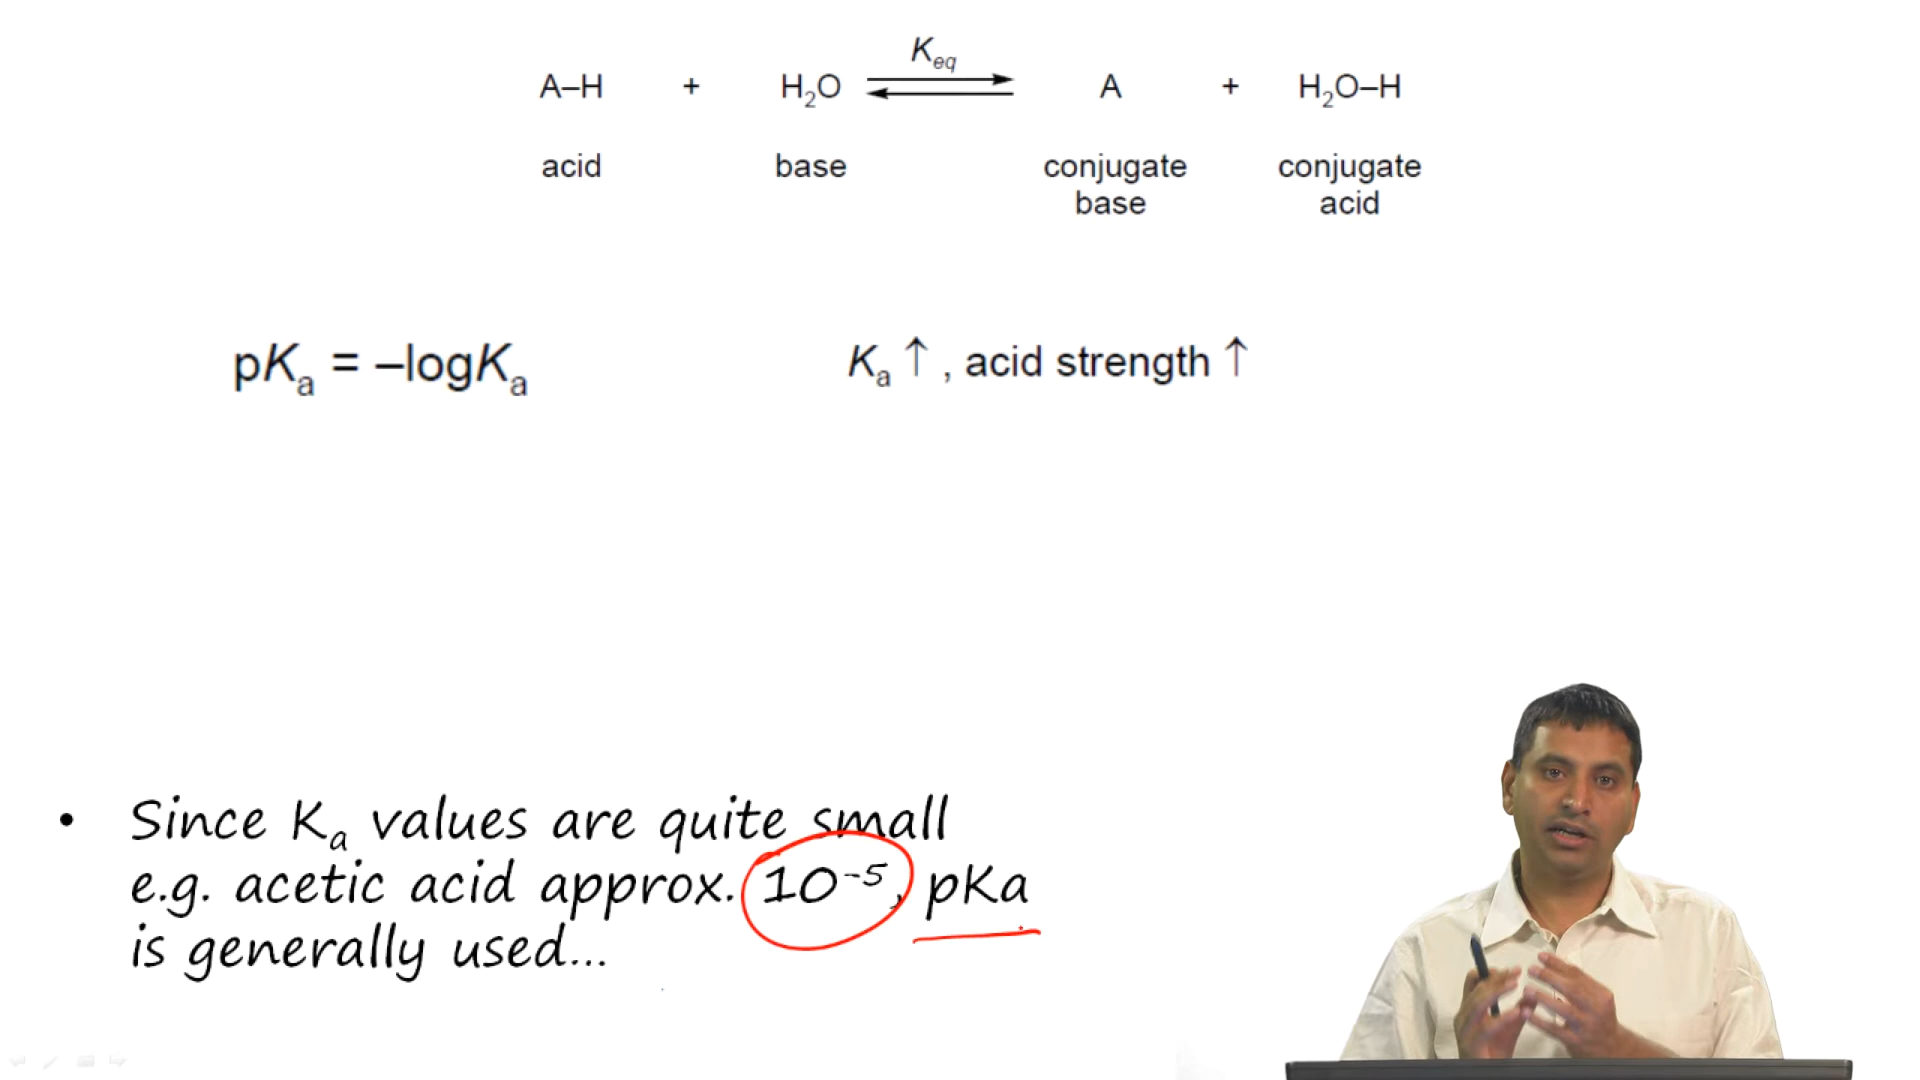 K_eq
A–H + H₂O ⇌ A + H₂O–H
acid base conjugate conjugate
base acid
pKₐ = –logKₐ Kₐ ↑ , acid strength ↑
• Since Kₐ values are quite small
e.g. acetic acid approx. 10⁻⁵, pKa
is generally used...